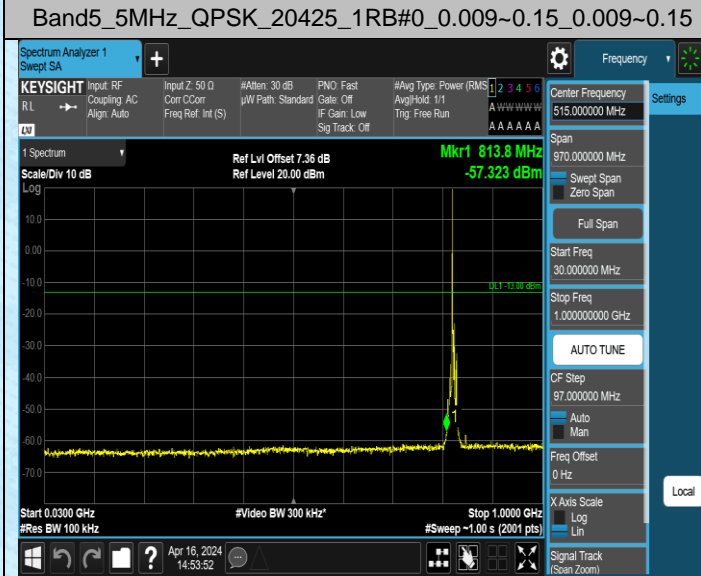 Band5_5MHz_QPSK_20425_1RB#0_0.009~0.15_0.009~0.15
Spectrum Analyzer 1
Swept SA
+
Frequency
KEYSIGHT
RL
LXI
Input: RF
Coupling: AC
Align: Auto
Input Z: 50 Ω
Corr CCorr
Freq Ref: Int (S)
#Atten: 30 dB
µW Path: Standard
PNO: Fast
Gate: Off
IF Gain: Low
Sig Track: Off
#Avg Type: Power (RMS
Avg|Hold: 1/1
Trig: Free Run
1 2 3 4 5 6
A W W W W W
A A A A A A
1 Spectrum
Scale/Div 10 dB
Log
Ref Lvl Offset 7.36 dB
Ref Level 20.00 dBm
Mkr1 813.8 MHz
-57.323 dBm
10.0
0.00
-10.0
-20.0
-30.0
-40.0
-50.0
-60.0
-70.0
DL1 -13.00 dBm
1
Start 0.0300 GHz
#Res BW 100 kHz
#Video BW 300 kHz*
Stop 1.0000 GHz
#Sweep ~1.00 s (2001 pts)
Center Frequency
515.000000 MHz
Settings
Span
970.000000 MHz
Swept Span
Zero Span
Full Span
Start Freq
30.000000 MHz
Stop Freq
1.000000000 GHz
AUTO TUNE
CF Step
97.000000 MHz
Auto
Man
Freq Offset
0 Hz
X Axis Scale
Log
Lin
Local
Signal Track
(Span Zoom)
?
Apr 16, 2024
14:53:52